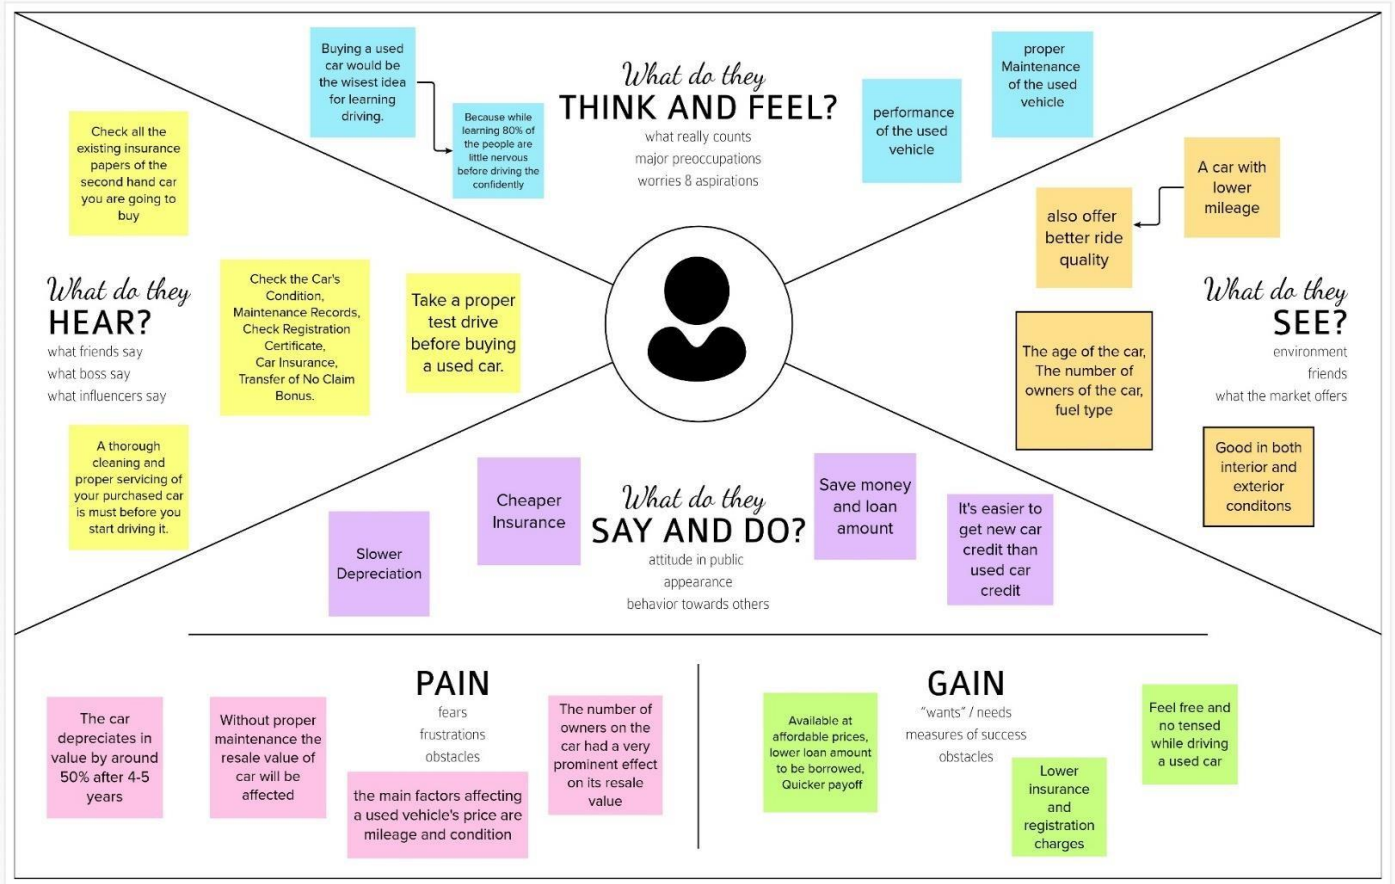 Buying a used
car would be
the wisest idea
for learning
driving.
Because while
learning 80% of
the people are
little nervous
before driving the
confidently
What do they
THINK AND FEEL?
what really counts
major preoccupations
worries 8 aspirations
performance
of the used
vehicle
proper
Maintenance
of the used
vehicle
Check all the
existing insurance
papers of the
second hand car
you are going to
buy
What do they
HEAR?
what friends say
what boss say
what influencers say
Check the Car's
Condition,
Maintenance Records,
Check Registration
Certificate,
Car Insurance,
Transfer of No Claim
Bonus.
Take a proper
test drive
before buying
a used car.
A thorough
cleaning and
proper servicing of
your purchased car
is must before you
start driving it.
A car with
lower
mileage
also offer
better ride
quality
What do they
SEE?
environment
friends
what the market offers
The age of the car,
The number of
owners of the car,
fuel type
Good in both
interior and
exterior
conditons
Slower
Depreciation
Cheaper
Insurance
What do they
SAY AND DO?
attitude in public
appearance
behavior towards others
Save money
and loan
amount
It's easier to
get new car
credit than
used car
credit
PAIN
fears
frustrations
obstacles
The car
depreciates in
value by around
50% after 4-5
years
Without proper
maintenance the
resale value of
car will be
affected
the main factors affecting
a used vehicle's price are
mileage and condition
The number of
owners on the
car had a very
prominent effect
on its resale
value
GAIN
"wants" / needs
measures of success
obstacles
Available at
affordable prices,
lower loan amount
to be borrowed,
Quicker payoff
Lower
insurance
and
registration
charges
Feel free and
no tensed
while driving
a used car